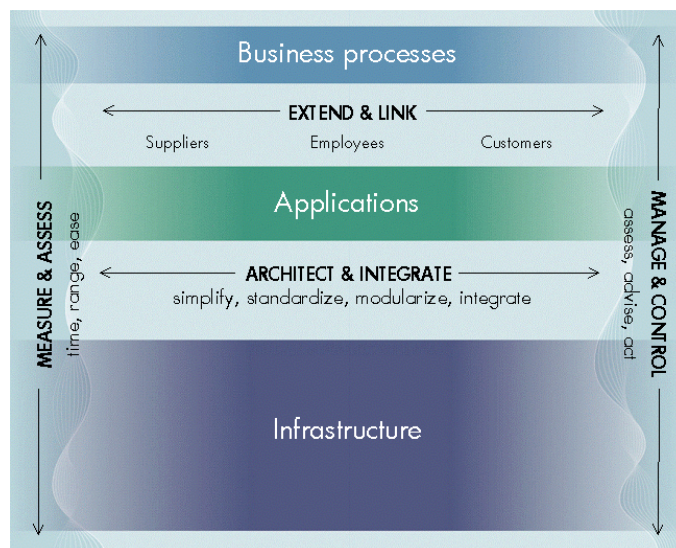 Business processes
EXTEND & LINK
Suppliers Employees Customers
Applications
ARCHITECT & INTEGRATE
simplify, standardize, modularize, integrate
Infrastructure
MEASURE & ASSESS
time, range, ease
MANAGE & CONTROL
assess, advise, act